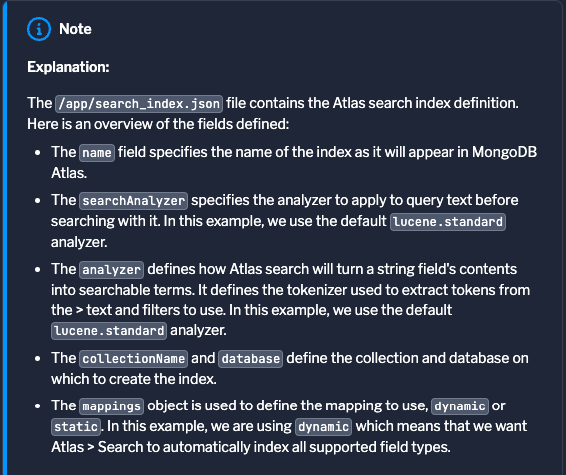 Note
Explanation:
The /app/search_index.json file contains the Atlas search index definition.
Here is an overview of the fields defined:
• The name field specifies the name of the index as it will appear in MongoDB
Atlas.
• The searchAnalyzer specifies the analyzer to apply to query text before
searching with it. In this example, we use the default lucene.standard
analyzer.
• The analyzer defines how Atlas search will turn a string field's contents
into searchable terms. It defines the tokenizer used to extract tokens from
the > text and filters to use. In this example, we use the default
lucene.standard analyzer.
• The collectionName and database define the collection and database on
which to create the index.
• The mappings object is used to define the mapping to use, dynamic or
static. In this example, we are using dynamic which means that we want
Atlas > Search to automatically index all supported field types.